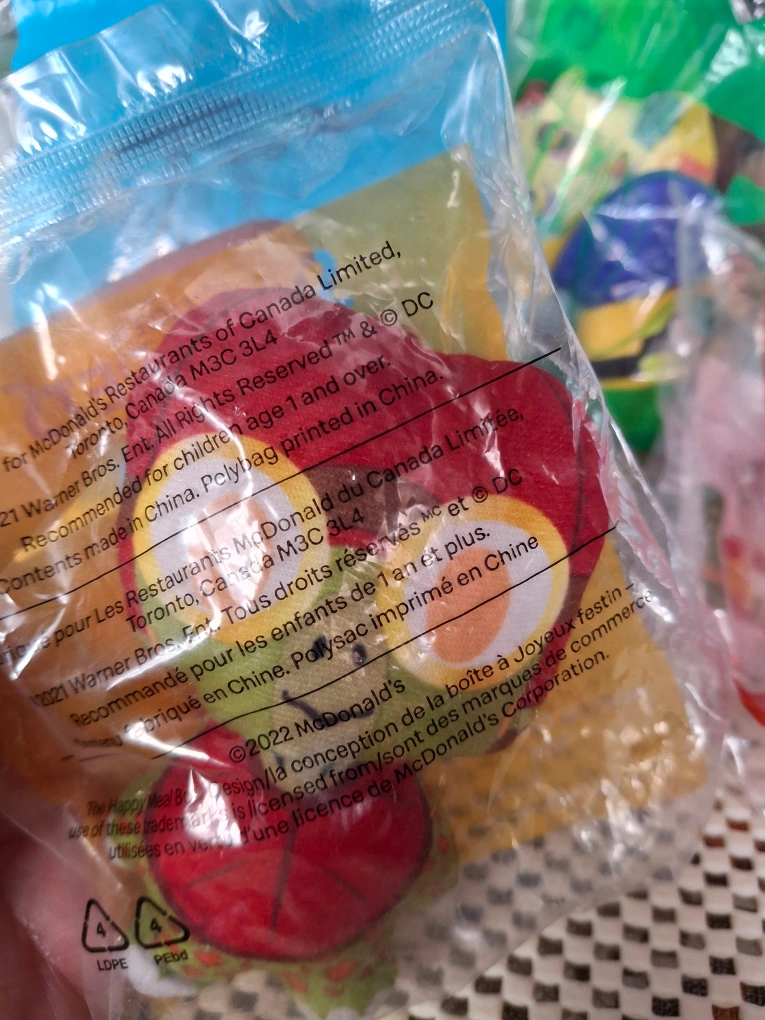 for McDonald's Restaurants of Canada Limited,
Toronto, Canada M3C 3L4
21 Warner Bros. Ent. All Rights Reserved ™ & © DC
Recommended for children age 1 and over.
Contents made in China. Polybag printed in China.
pour Les Restaurants McDonald du Canada Limitée,
Toronto, Canada M3C 3L4
2021 Warner Bros. Ent. Tous droits réservés MC et © DC
Recommandé pour les enfants de 1 an et plus.
fabriqué en Chine. Polysac imprimé en Chine
©2022 McDonald's
The Happy Meal Box Design/la conception de la boîte à Joyeux festin –
use of these trademarks is licensed from/sont des marques de commerce
utilisées en d'une licence de McDonald's Corporation.
4 4
LDPE PEbd